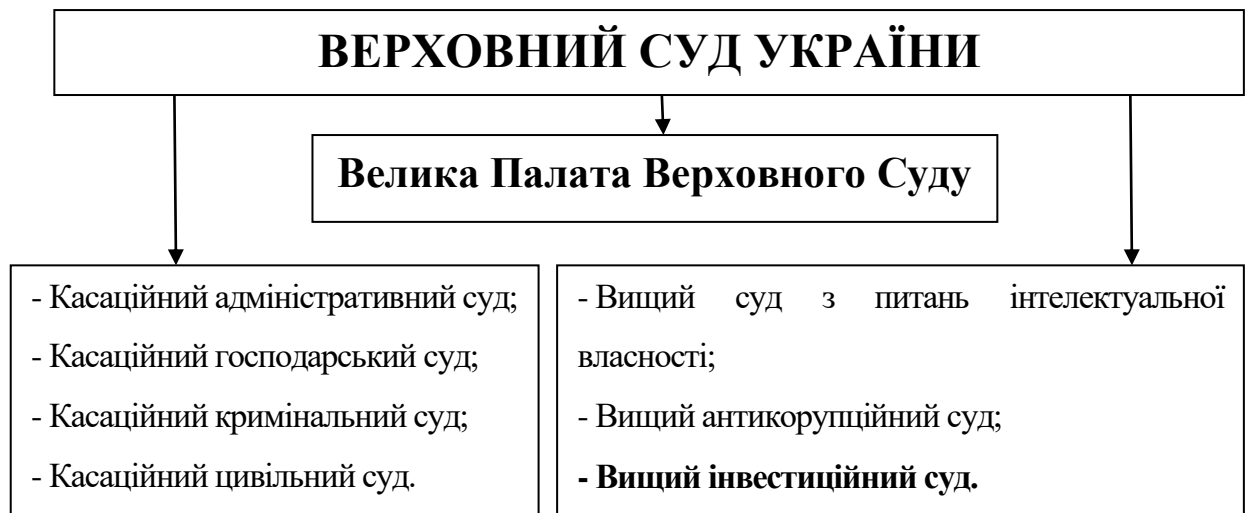 ВЕРХОВНИЙ СУД УКРАЇНИ
Велика Палата Верховного Суду
- Касаційний адміністративний суд;
- Касаційний господарський суд;
- Касаційний кримінальний суд;
- Касаційний цивільний суд.
- Вищий суд з питань інтелектуальної
власності;
- Вищий антикорупційний суд;
- Вищий інвестиційний суд.